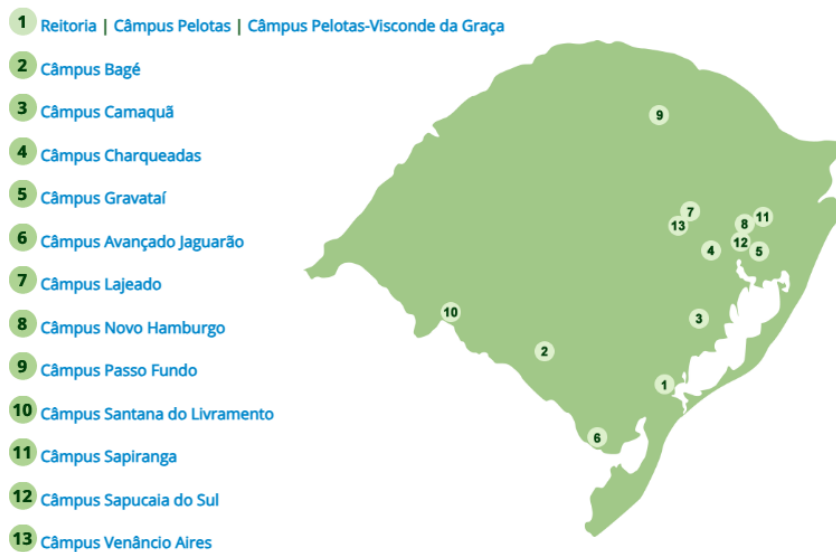 1 Reitoria | Câmpus Pelotas | Câmpus Pelotas-Visconde da Graça
2 Câmpus Bagé
3 Câmpus Camaquã
4 Câmpus Charqueadas
5 Câmpus Gravataí
6 Câmpus Avançado Jaguarão
7 Câmpus Lajeado
8 Câmpus Novo Hamburgo
9 Câmpus Passo Fundo
10 Câmpus Santana do Livramento
11 Câmpus Sapiranga
12 Câmpus Sapucaia do Sul
13 Câmpus Venâncio Aires
9
7
11
13
8
12
4
5
10
3
2
1
6